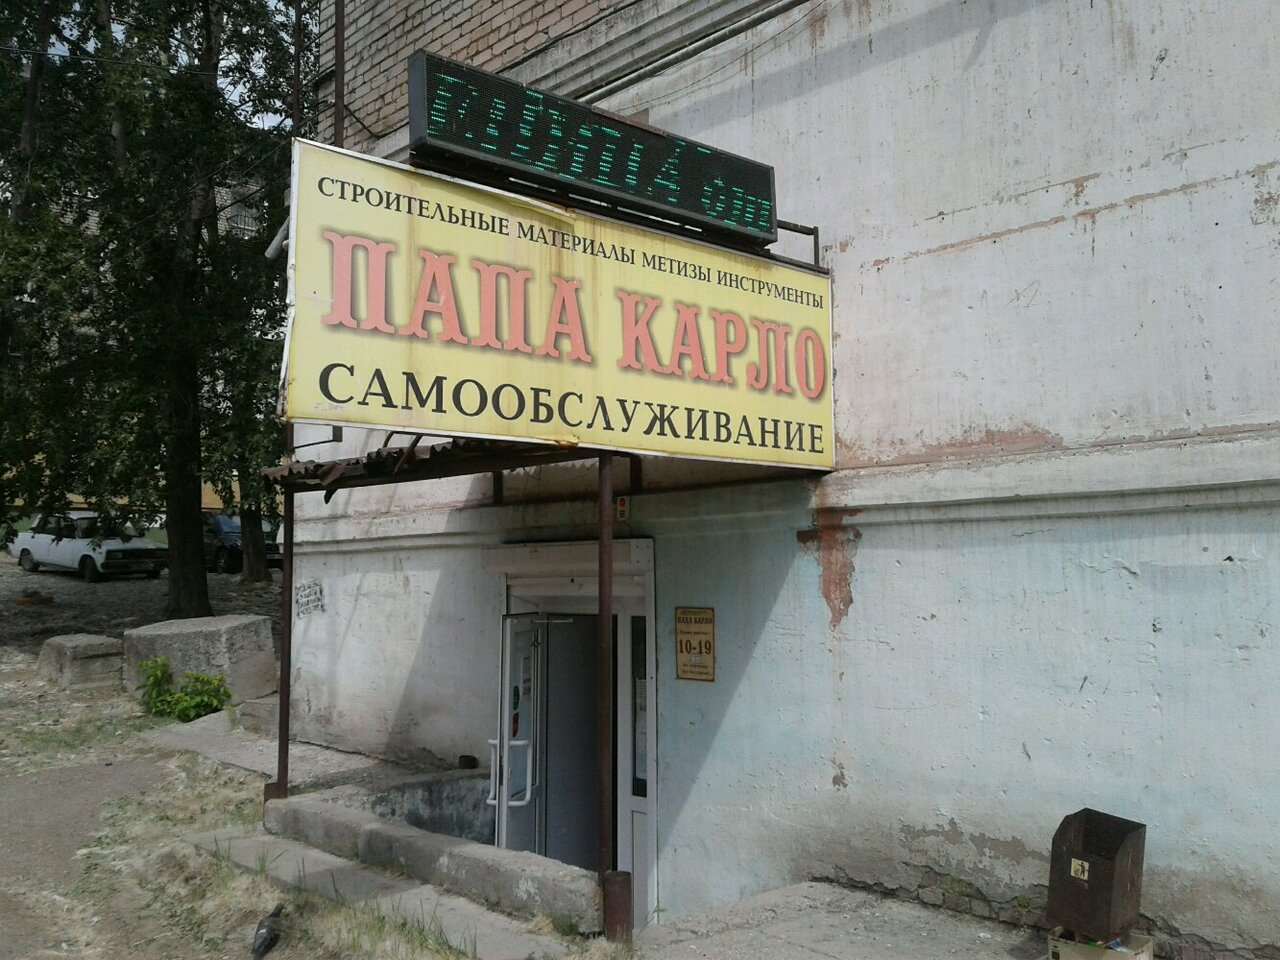 СТРОИТЕЛЬНЫЕ МАТЕРИАЛЫ МЕТИЗЫ ИНСТРУМЕНТЫ
ПАПА КАРЛО
САМООБСЛУЖИВАНИЕ
ПАПА КАРЛО
10-19